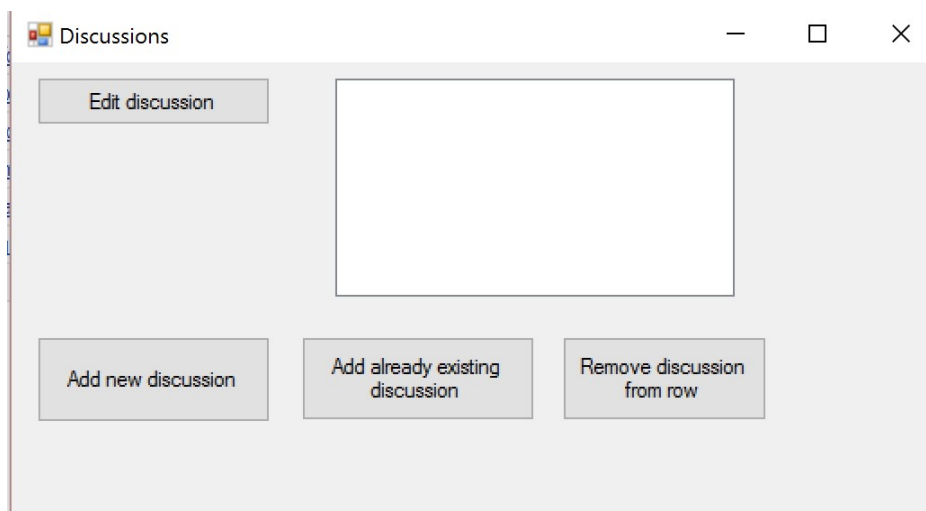 Discussions
Edit discussion
Add new discussion
Add already existing
discussion
Remove discussion
from row